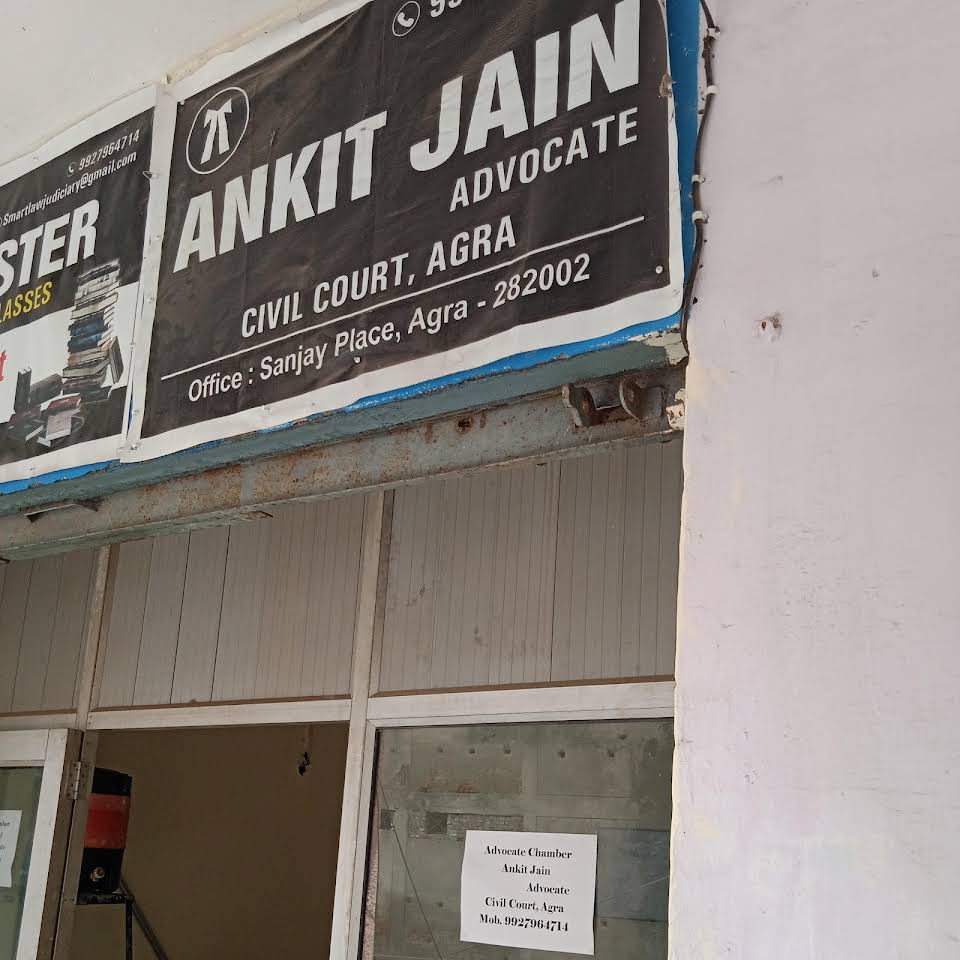 9927964714
Smartlawjudiciary@gmail.com
STER
LASSES
99
ANKIT JAIN
ADVOCATE
CIVIL COURT, AGRA
Office : Sanjay Place, Agra - 282002
Advocate Chamber
Ankit Jain
Advocate
Civil Court, Agra
Mob. 9927964714